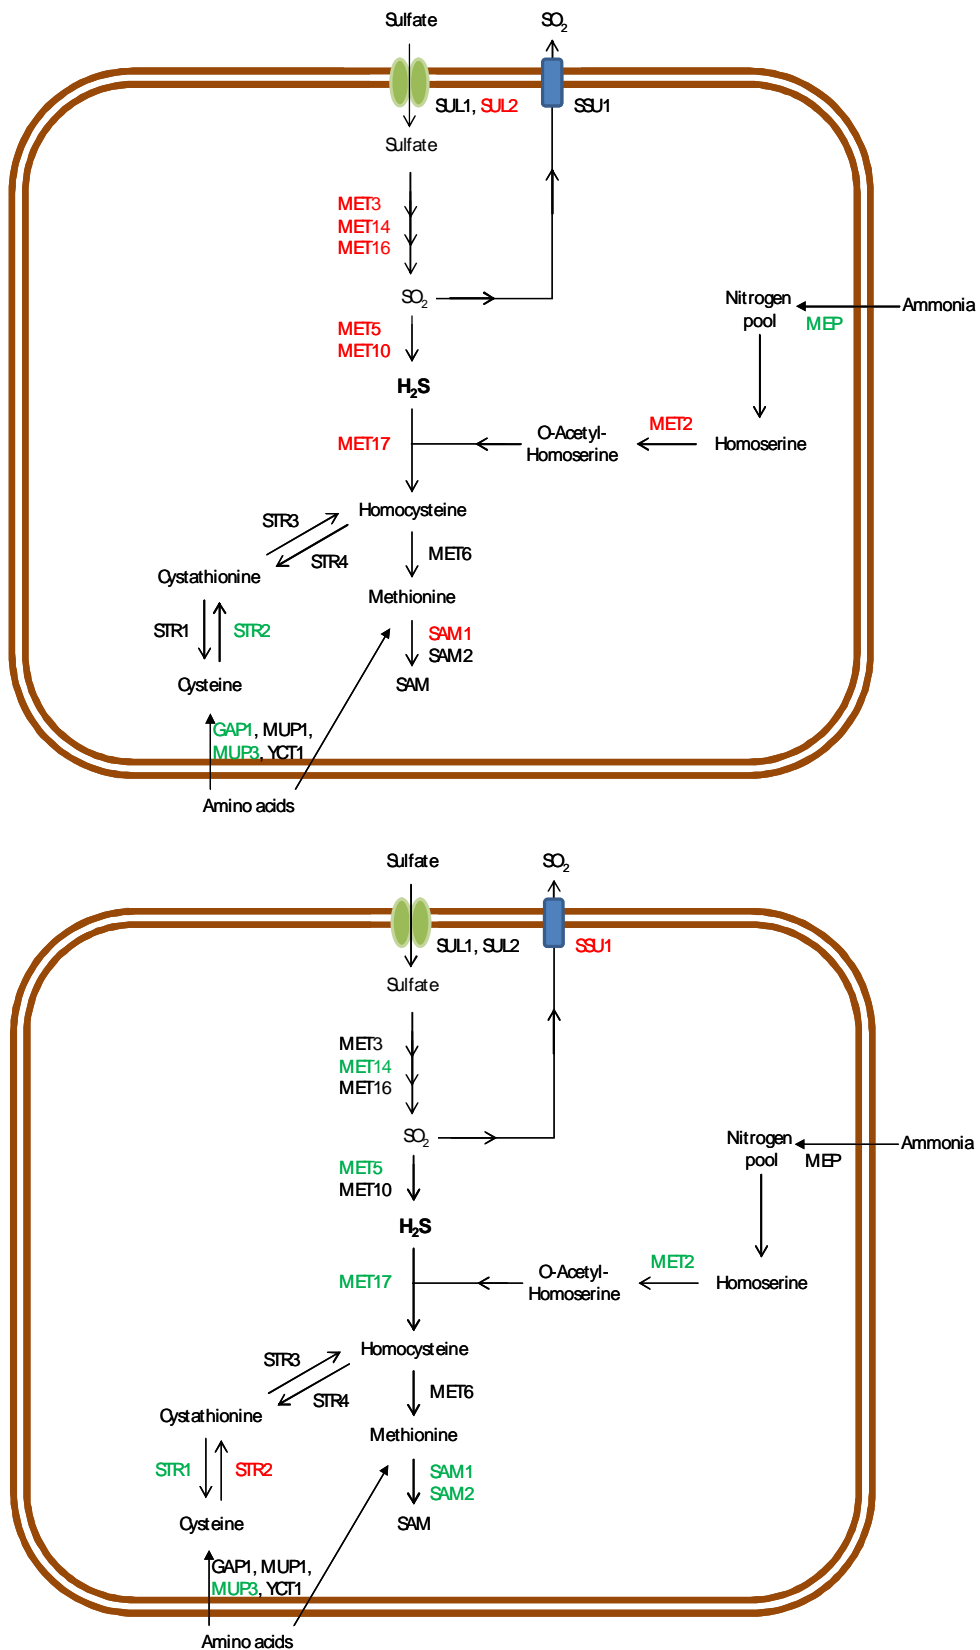 Sulfate
SO2
SUL1, SUL2
SSU1
Sulfate
MET3
MET14
MET16
SO2
Nitrogen
pool
Ammonia
MEP
MET5
MET10
H2S
MET17
O-Acetyl-
Homoserine
MET2
Homoserine
Homocysteine
STR3
STR4
MET6
Cystathionine
Methionine
STR1
STR2
SAM1
SAM2
Cysteine
SAM
GAP1, MUP1,
MUP3, YCT1
Amino acids
Sulfate
SO2
SUL1, SUL2
SSU1
Sulfate
MET3
MET14
MET16
SO2
Nitrogen
pool
Ammonia
MEP
MET5
MET10
H2S
MET17
O-Acetyl-
Homoserine
MET2
Homoserine
Homocysteine
STR3
STR4
MET6
Cystathionine
Methionine
STR1
STR2
SAM1
SAM2
Cysteine
SAM
GAP1, MUP1,
MUP3, YCT1
Amino acids